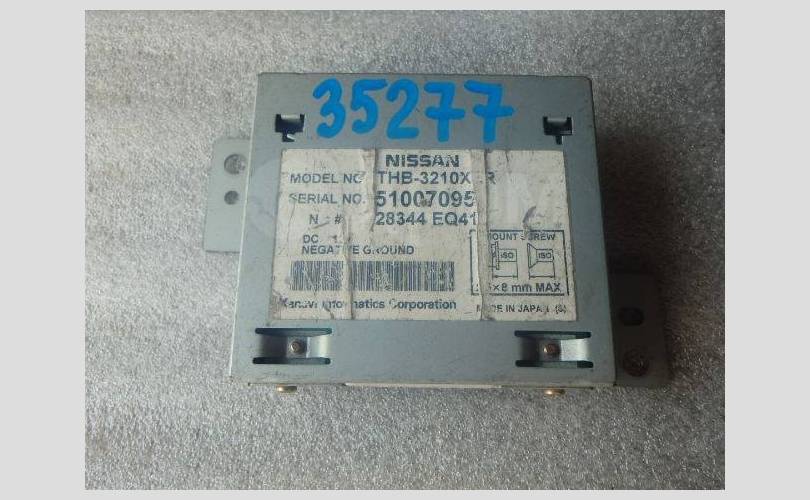 35277
NISSAN
MODEL NO. THB-3210X R
SERIAL NO. 51007095
N #
28344 EQ41
DC
NEGATIVE GROUND
MOUNT SCREW
ISO ISO
×8 mm MAX.
Xanavi Informatics Corporation
MADE IN JAPAN